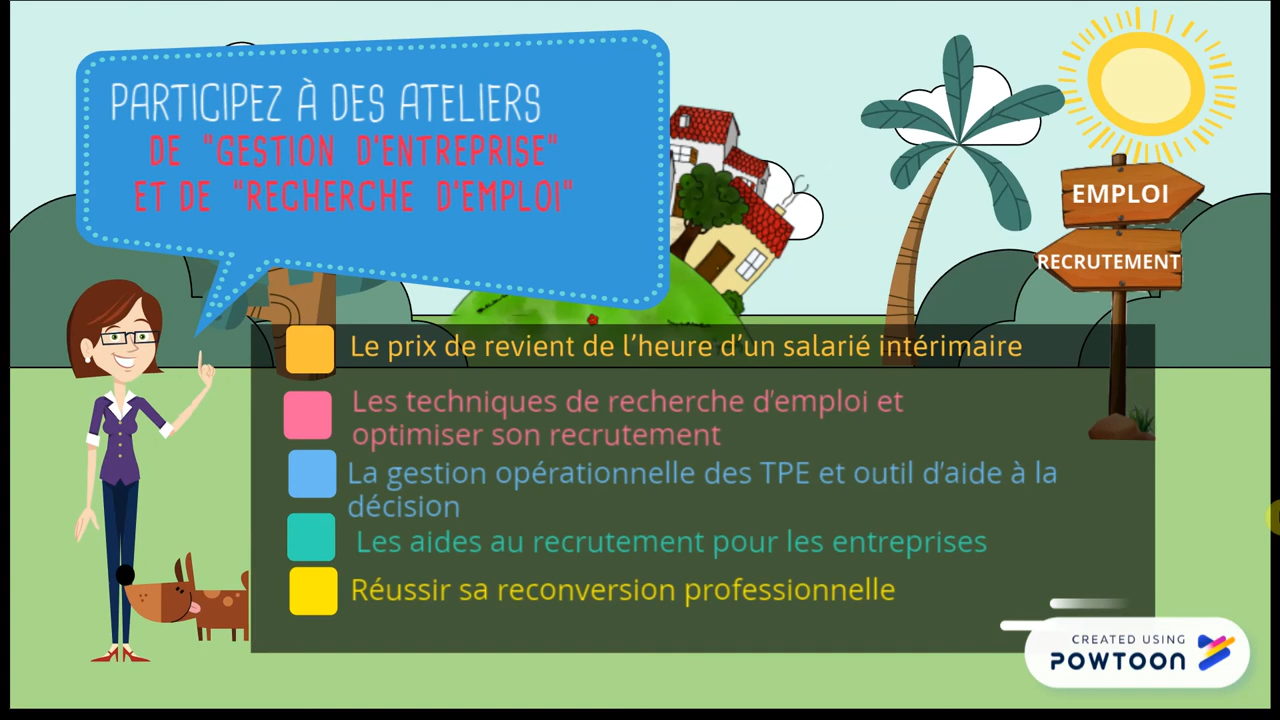 PARTICIPEZ À DES ATELIERS
DE "GESTION D'ENTREPRISE"
ET DE "RECHERCHE D'EMPLOI"
EMPLOI
RECRUTEMENT
Le prix de revient de l’heure d’un salarié intérimaire
Les techniques de recherche d’emploi et
optimiser son recrutement
La gestion opérationnelle des TPE et outil d’aide à la
décision
Les aides au recrutement pour les entreprises
Réussir sa reconversion professionnelle
CREATED USING
POWTOON